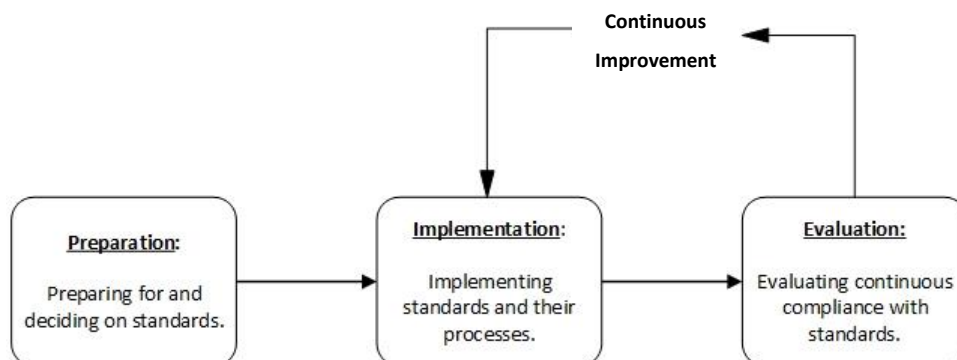 Continuous
Improvement
Preparation:
Preparing for and
deciding on standards.
Implementation:
Implementing
standards and their
processes.
Evaluation:
Evaluating continuous
compliance with
standards.